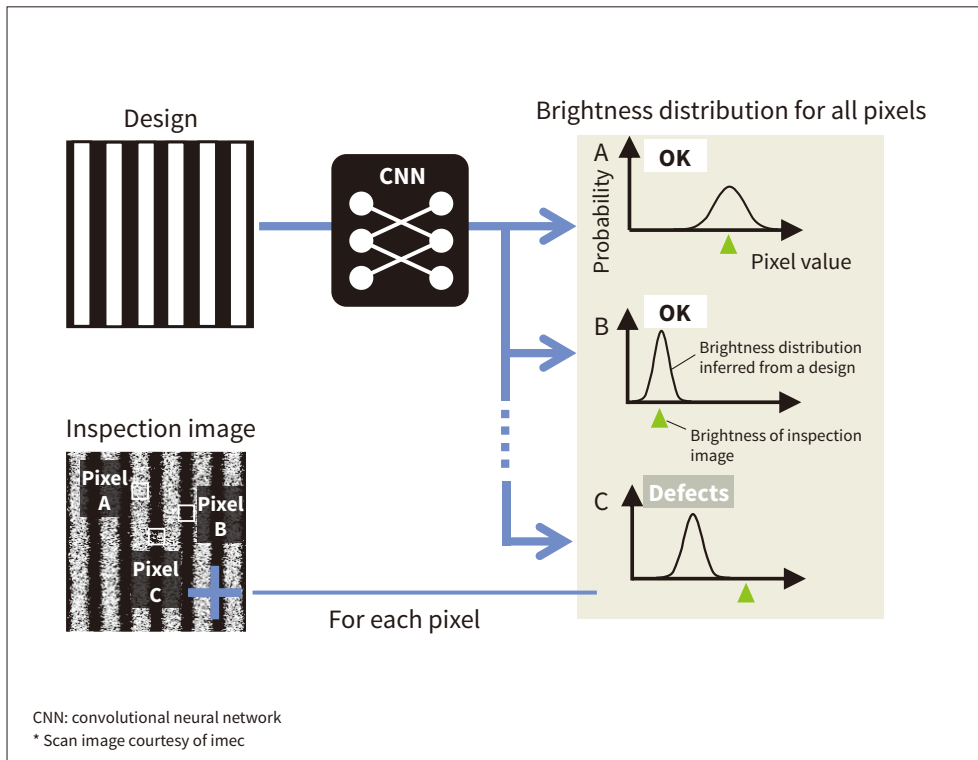 Design
CNN
Brightness distribution for all pixels
A
OK
Probability
Pixel value
B
OK
Brightness distribution
inferred from a design
Brightness of inspection
image
C
Defects
Inspection image
Pixel
A
Pixel
B
Pixel
C
For each pixel
CNN: convolutional neural network
* Scan image courtesy of imec